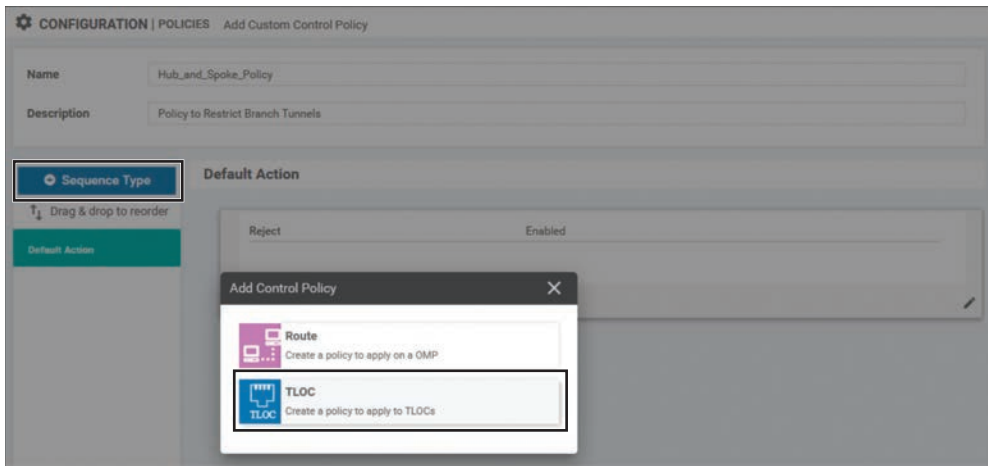 CONFIGURATION | POLICIES Add Custom Control Policy
Name Hub_and_Spoke_Policy
Description Policy to Restrict Branch Tunnels
Sequence Type
Drag & drop to reorder
Default Action
Default Action
Reject Enabled
Add Control Policy
Route
Create a policy to apply on a OMP
TLOC
TLOC
Create a policy to apply to TLOCs